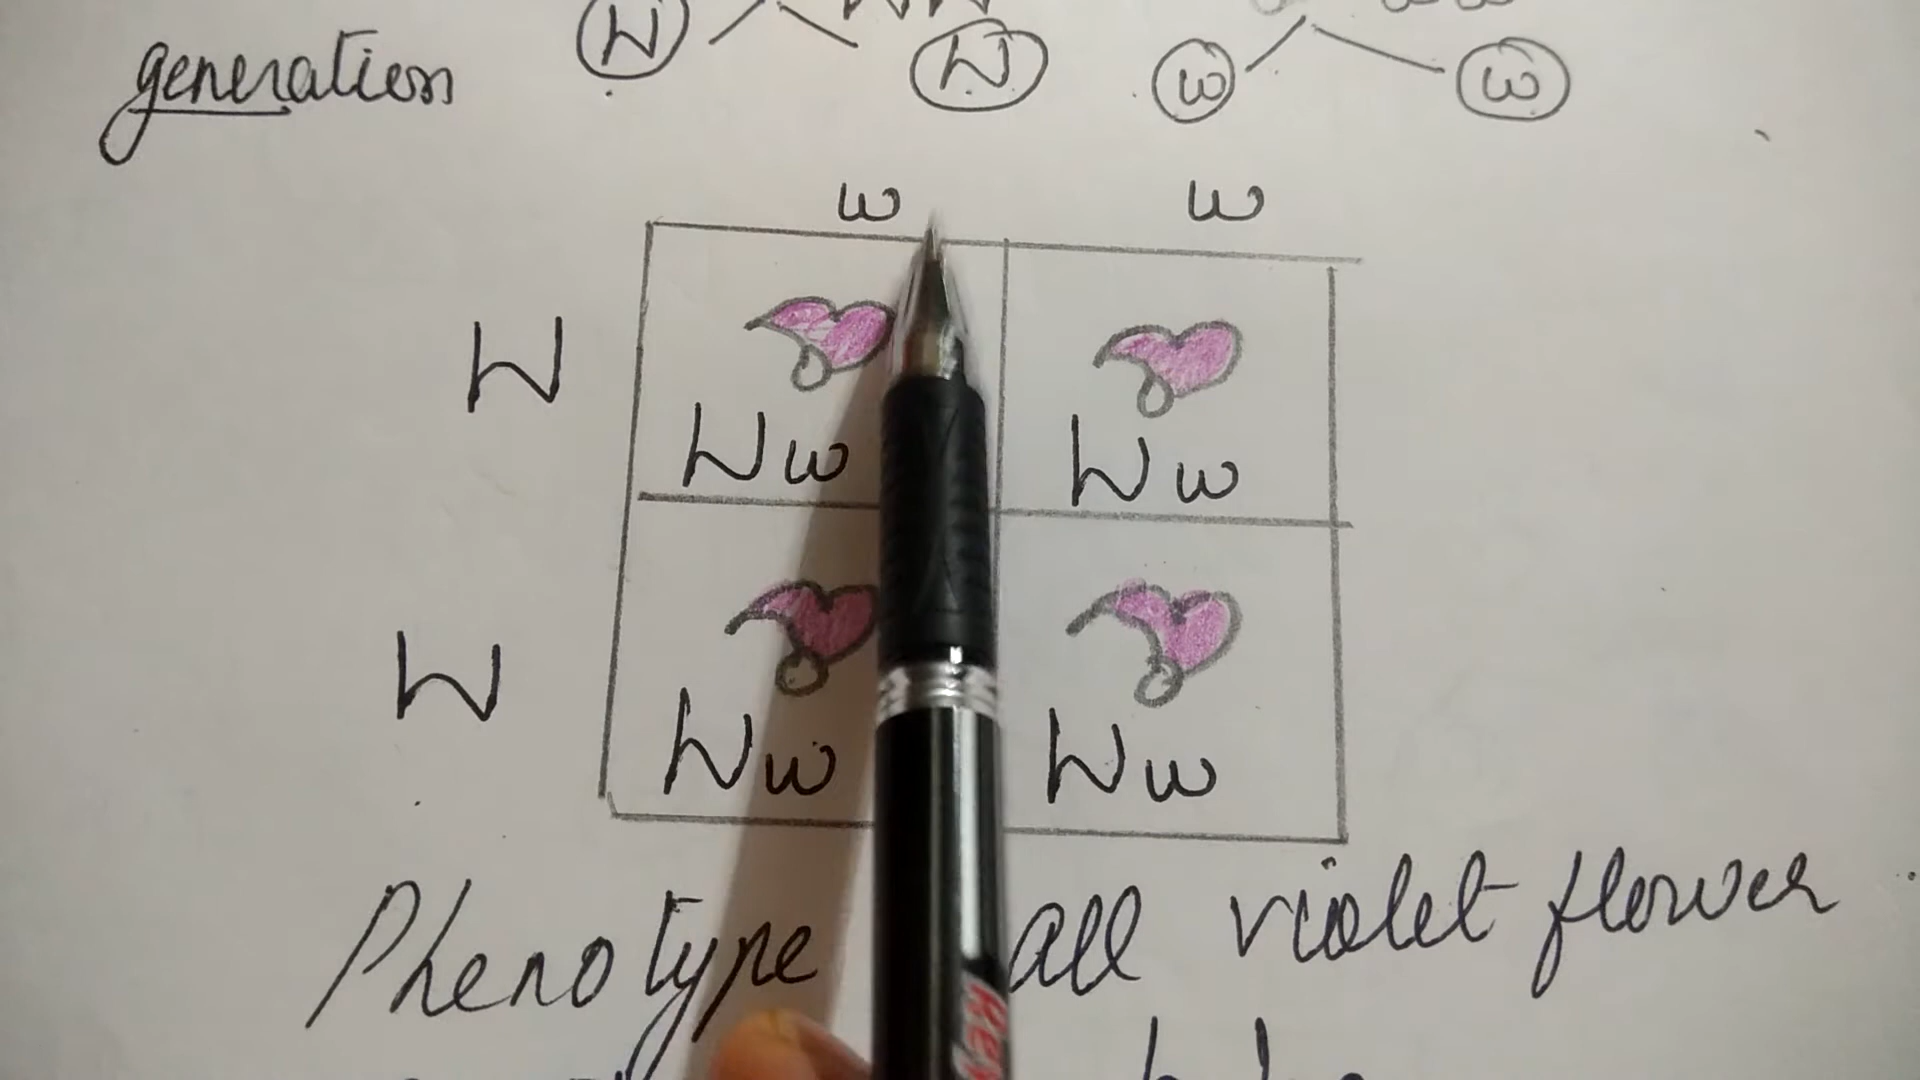 W W w w
generation
w w
W
Ww Ww
W
Ww Ww
Phenotype all violet flower